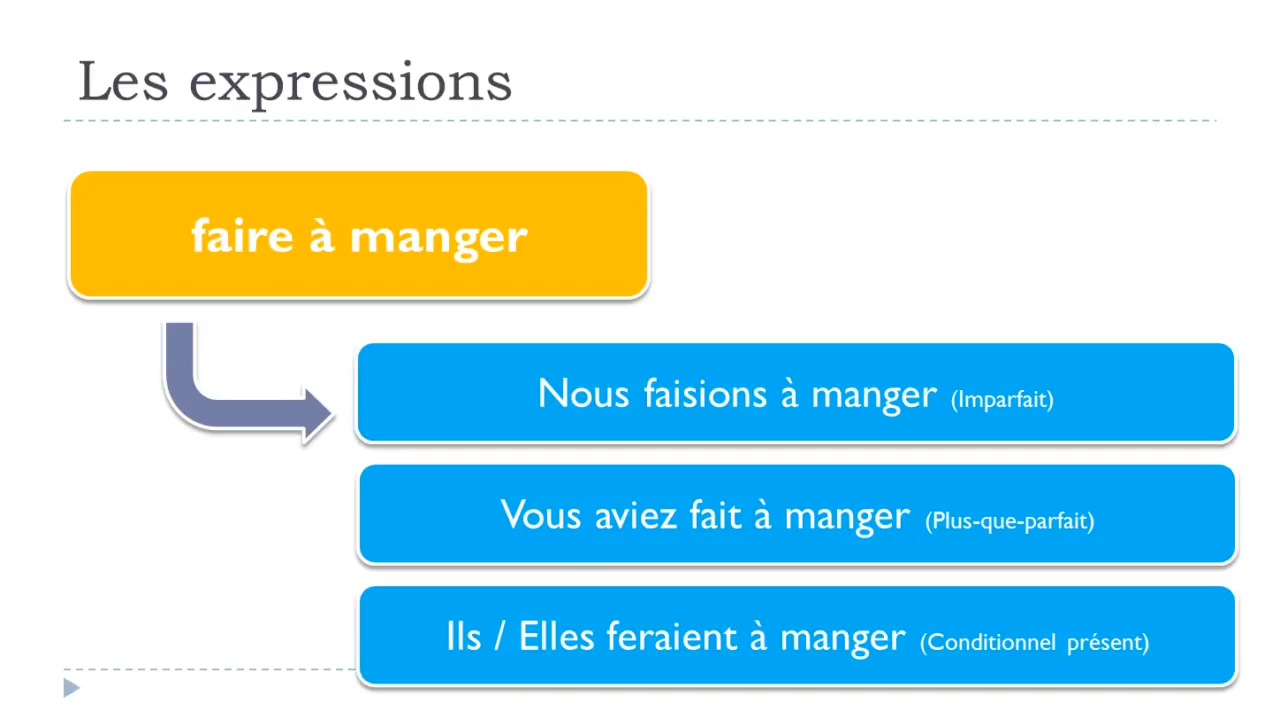 Les expressions
faire à manger
Nous faisions à manger (Imparfait)
Vous aviez fait à manger (Plus-que-parfait)
Ils / Elles feraient à manger (Conditionnel présent)